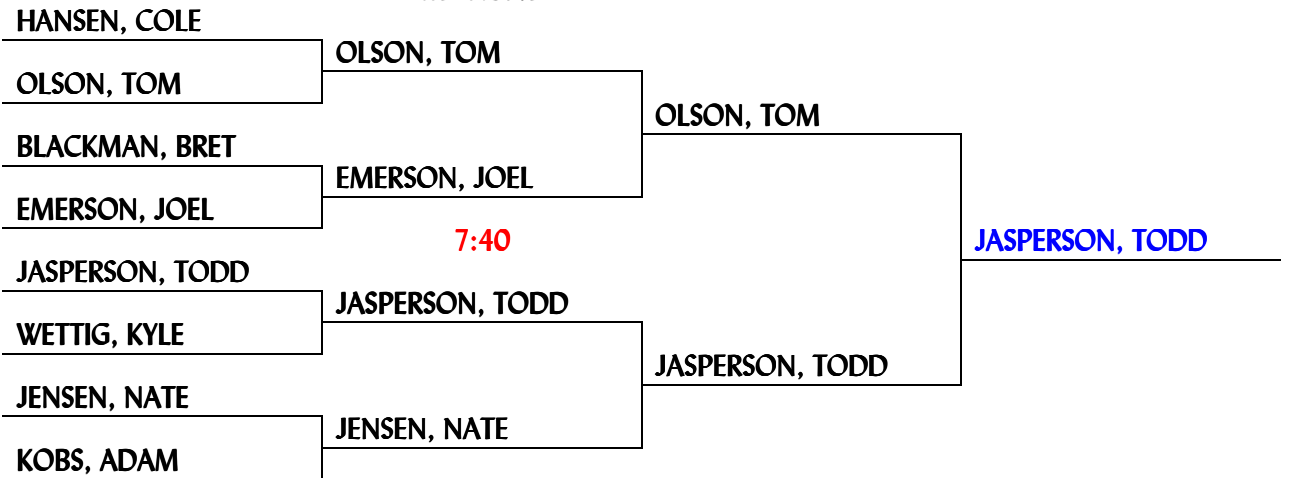 HANSEN, COLE
OLSON, TOM
OLSON, TOM
OLSON, TOM
BLACKMAN, BRET
EMERSON, JOEL
EMERSON, JOEL
7:40
JASPERSON, TODD
JASPERSON, TODD
JASPERSON, TODD
WETTIG, KYLE
JASPERSON, TODD
JENSEN, NATE
JENSEN, NATE
KOBS, ADAM